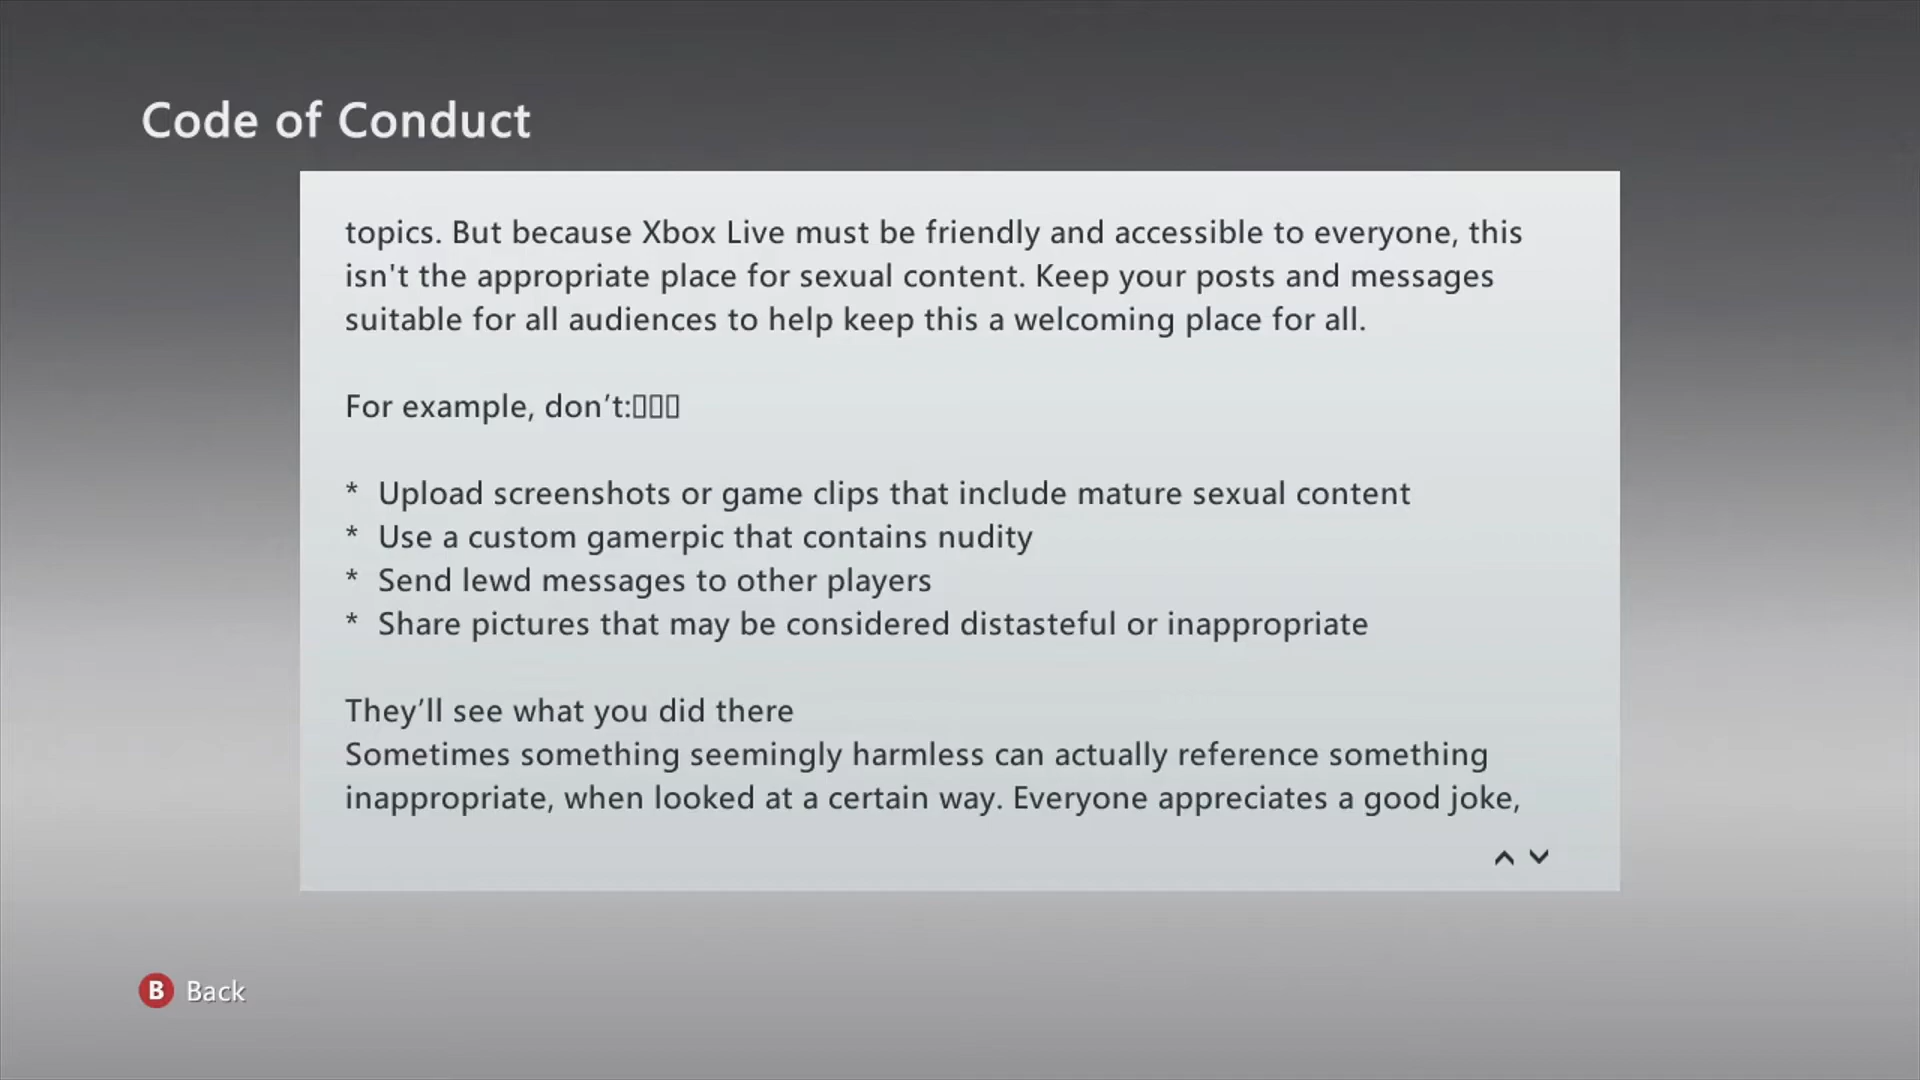 Code of Conduct
topics. But because Xbox Live must be friendly and accessible to everyone, this
isn't the appropriate place for sexual content. Keep your posts and messages
suitable for all audiences to help keep this a welcoming place for all.
For example, don’t:▯▯▯
* Upload screenshots or game clips that include mature sexual content
* Use a custom gamerpic that contains nudity
* Send lewd messages to other players
* Share pictures that may be considered distasteful or inappropriate
They’ll see what you did there
Sometimes something seemingly harmless can actually reference something
inappropriate, when looked at a certain way. Everyone appreciates a good joke,
B Back